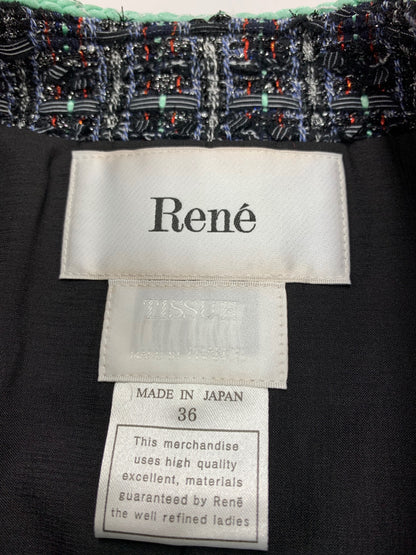 René
TISSU
MADE IN JAPAN
36
This merchandise
uses high quality
excellent, materials
guaranteed by René
the well refined ladies